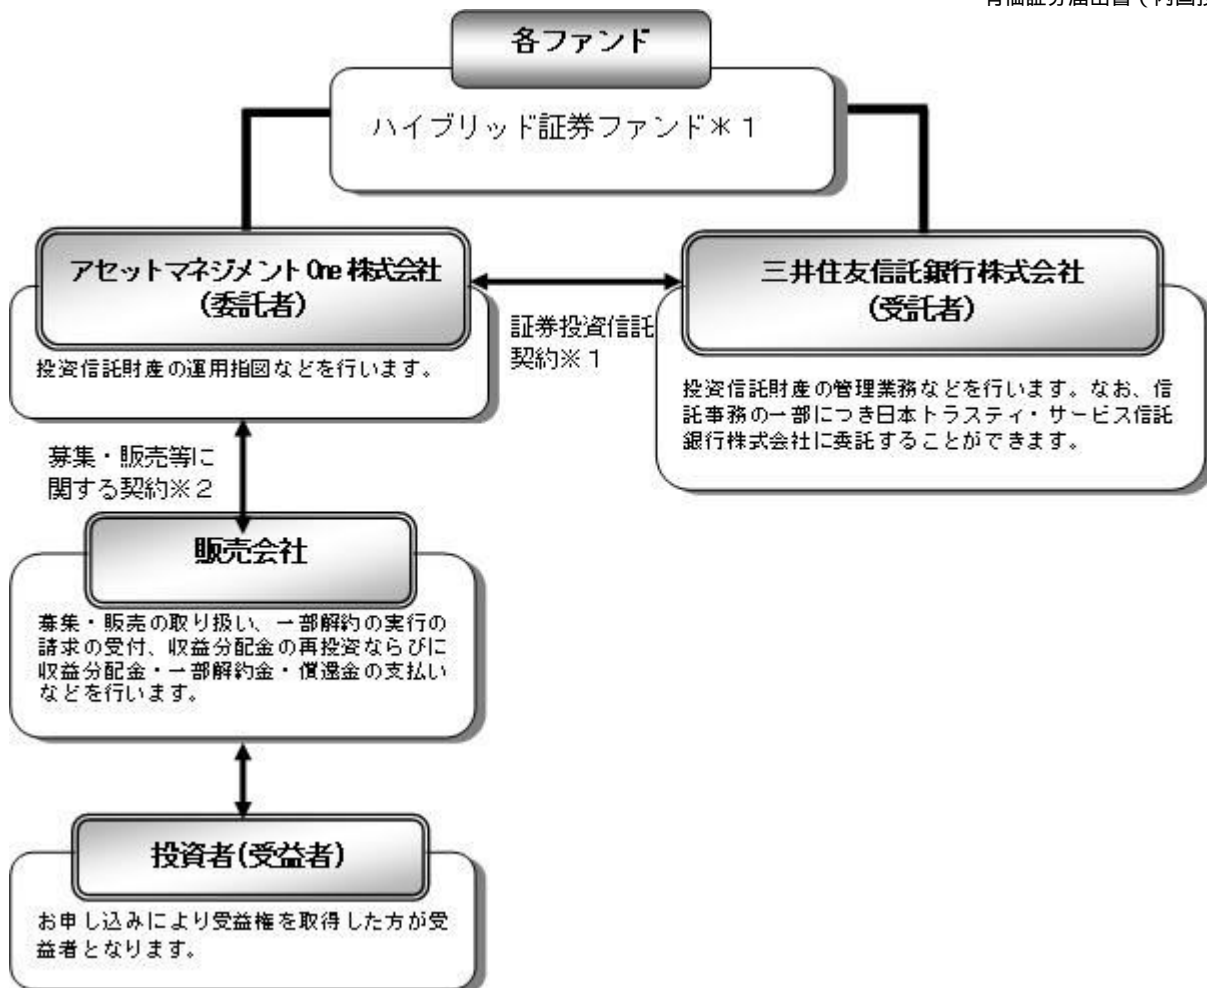 各ファンド
ハイブリッド証券ファンド※1
アセットマネジメントOne株式会社
(委託者)
投資信託財産の運用指図などを行います。
証券投資信託
契約※1
三井住友信託銀行株式会社
(受託者)
投資信託財産の管理業務などを行います。なお、信
託事務の一部につき日本トラスティ・サービス信託
銀行株式会社に委託することができます。
募集・販売等に
関する契約※2
販売会社
募集・販売の取り扱い、一部解約の実行の
請求の受付、収益分配金の再投資ならびに
収益分配金・一部解約金・償還金の支払い
などを行います。
投資者(受益者)
お申し込みにより受益権を取得した方が受
益者となります。